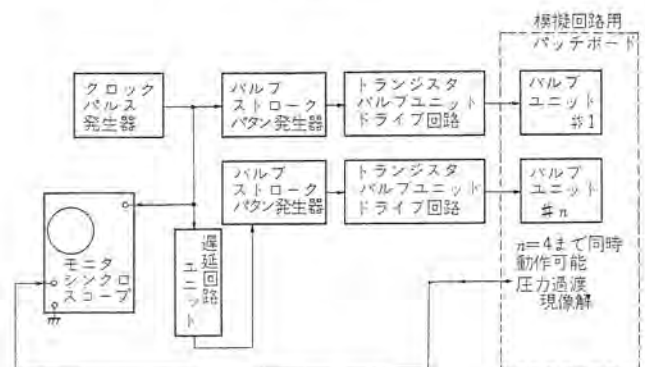 模擬回路用
パッチボード
クロック
パルス
発生器
バルブ
ストローク
パタン発生器
トランジスタ
バルブユニット
ドライブ回路
バルブ
ユニット
#1
バルブ
ストローク
パタン発生器
トランジスタ
バルブユニット
ドライブ回路
バルブ
ユニット
#n
モニタ
シンクロ
スコープ
遅延回路
ユニット
n=4まで同時
動作可能
圧力過渡
現像解